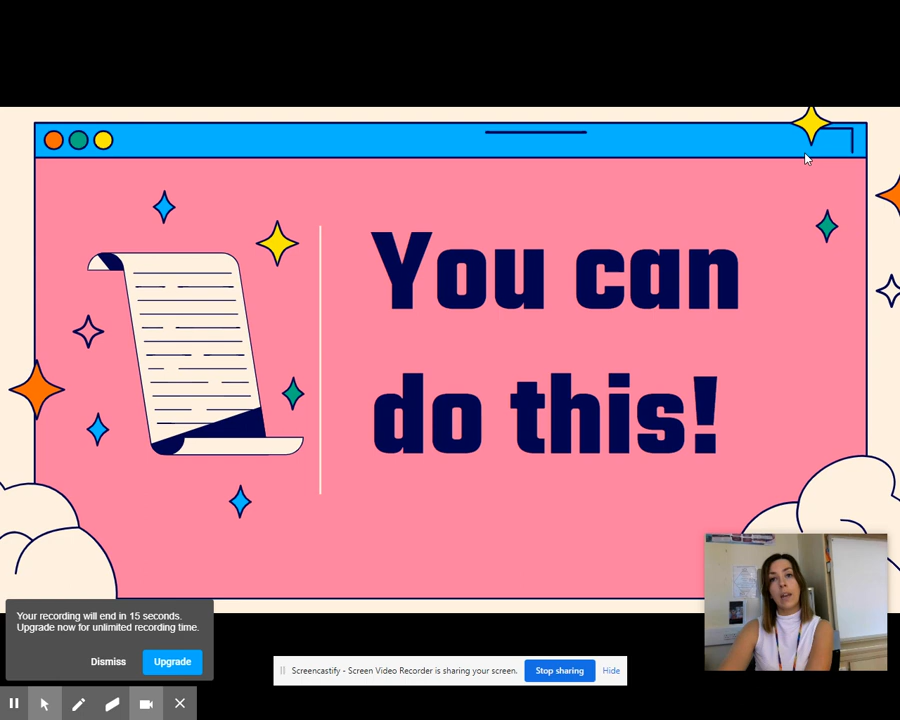 You can
do this!
Your recording will end in 15 seconds.
Upgrade now for unlimited recording time.
Dismiss
Upgrade
Screencastify - Screen Video Recorder is sharing your screen.
Stop sharing
Hide